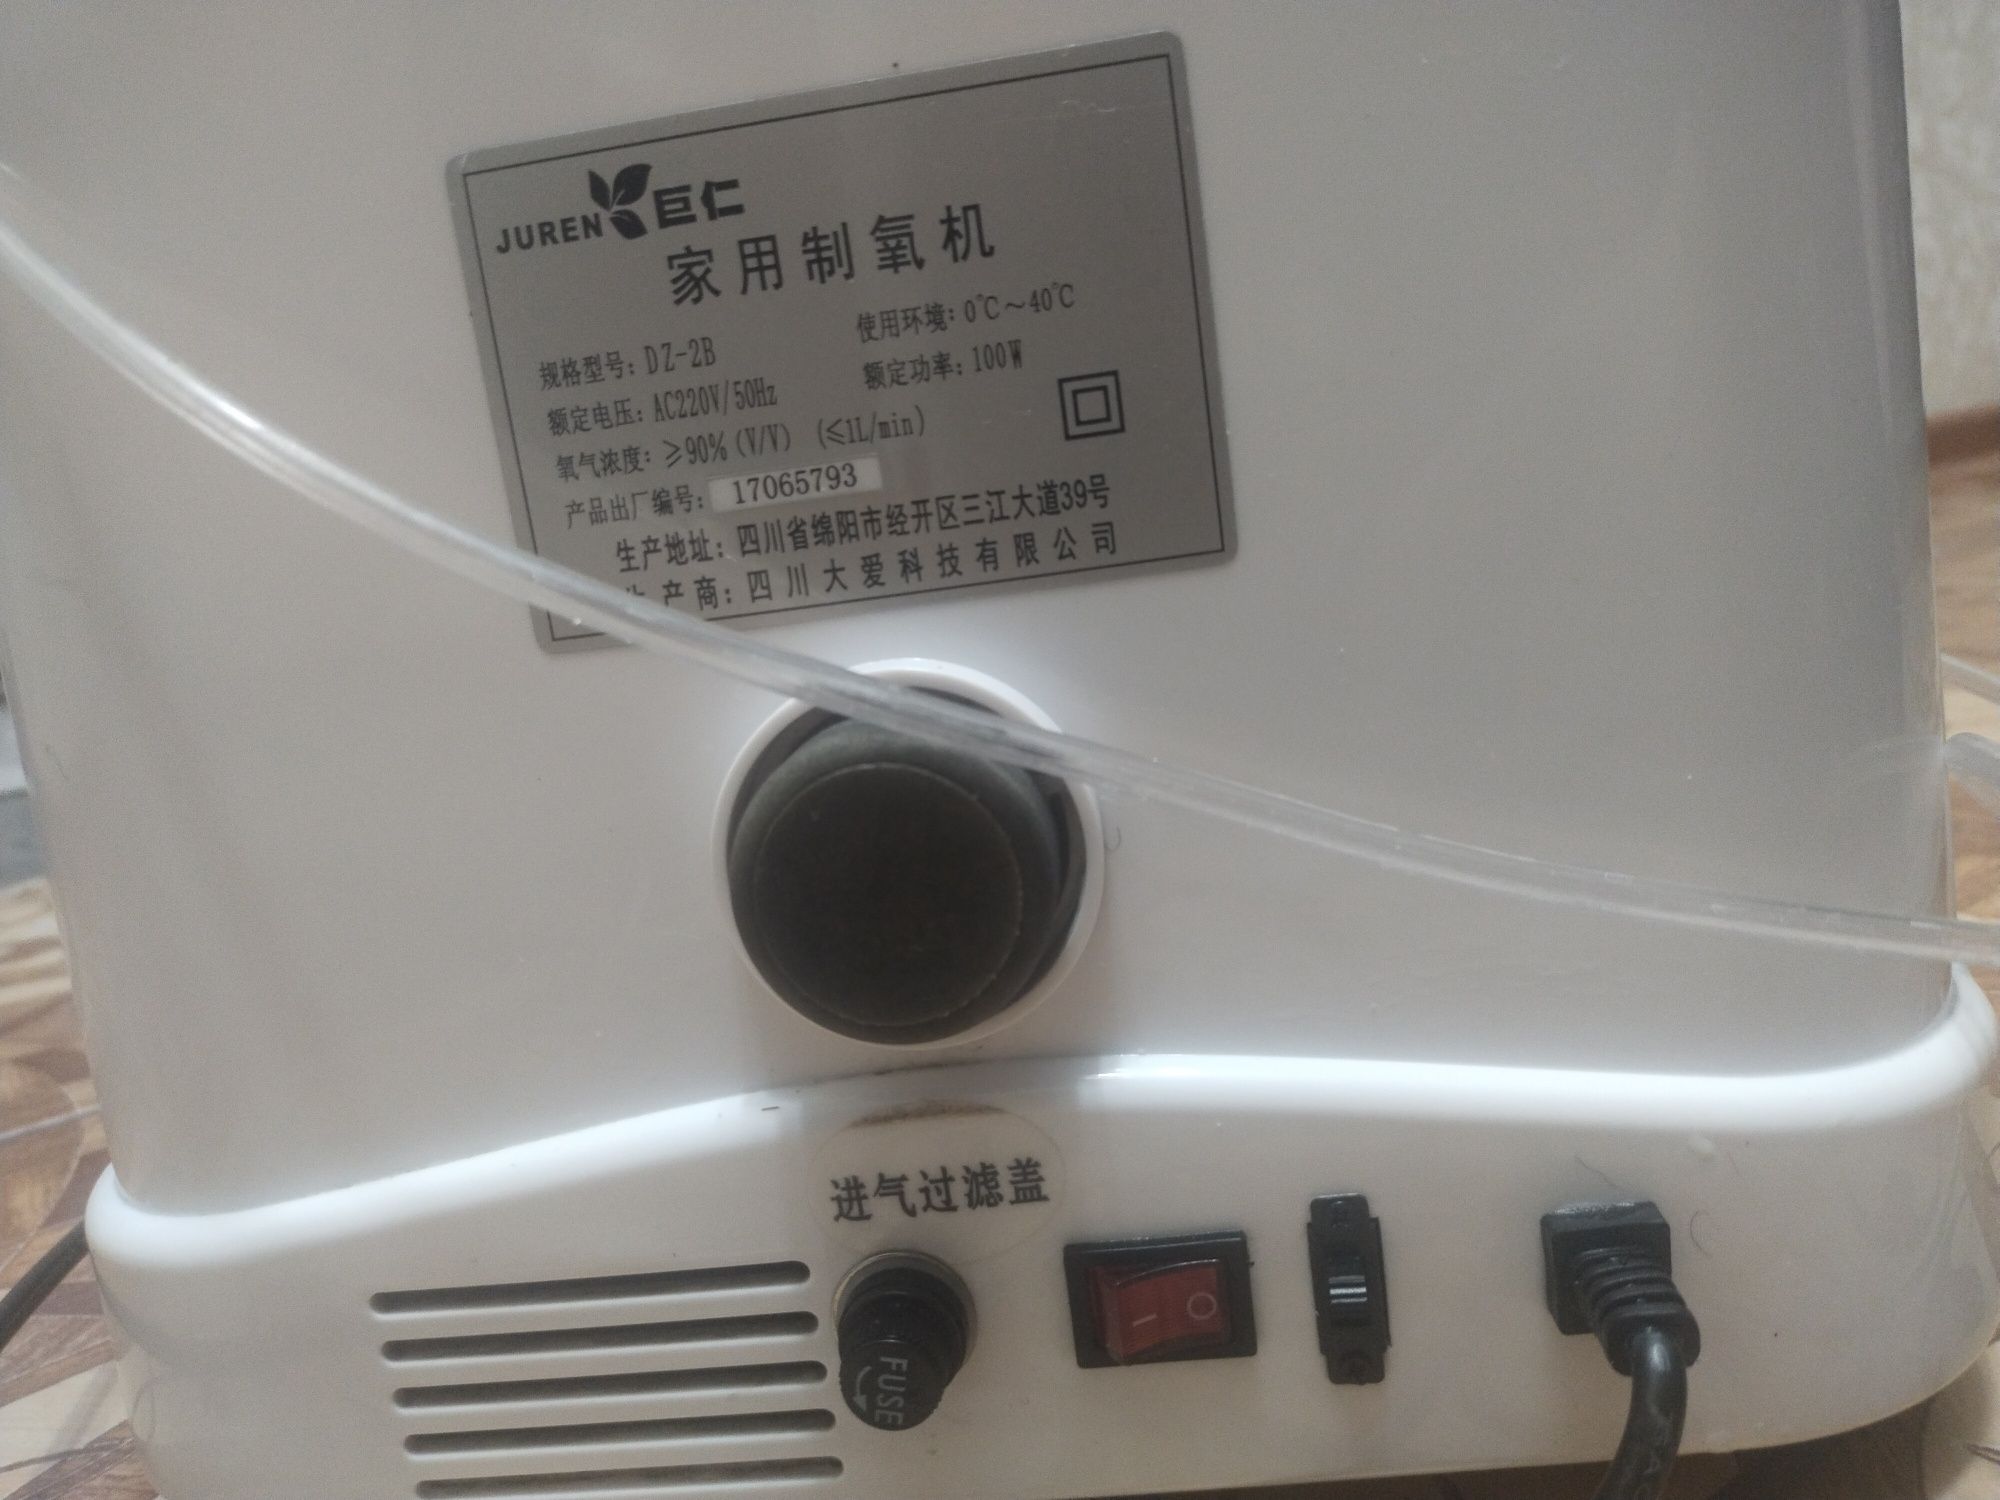 JUREN 巨仁
家用制氧机
规格型号：DZ-2B 使用环境：0℃～40℃
额定电压：AC220V/50Hz 额定功率：100W
氧气浓度：≥90%(V/V) (≤1L/min)
产品出厂编号：17065793
生产地址：四川省绵阳市经开区三江大道39号
生产商：四川大爱科技有限公司
进气过滤盖
FUSE